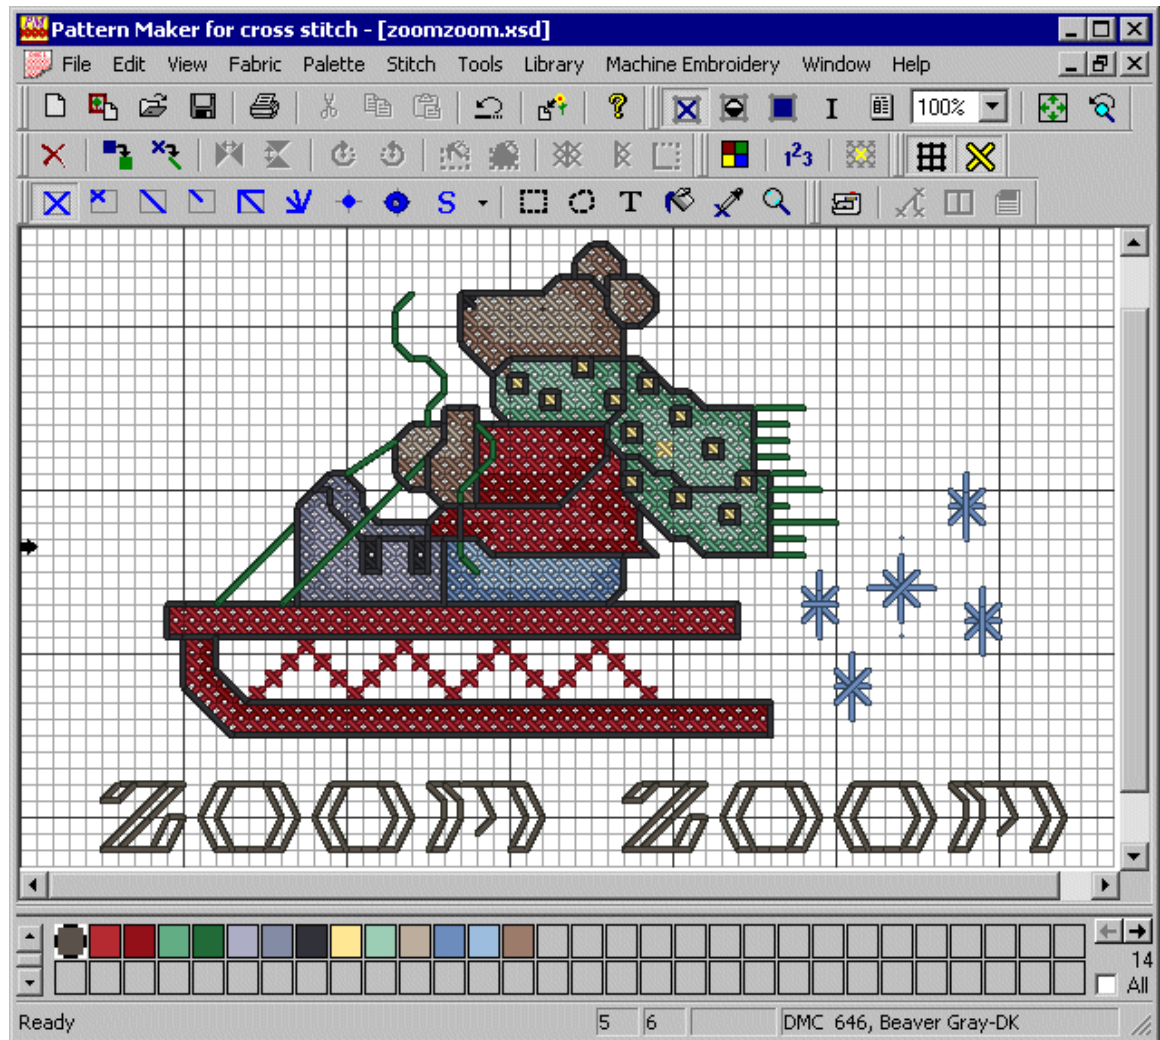 Pattern Maker for cross stitch - [zoomzoom.xsd]
File Edit View Fabric Palette Stitch Tools Library Machine Embroidery Window Help
100%
1²3
S T
ZOOM ZOOM
14
All
Ready 5 6 DMC 646, Beaver Gray-DK